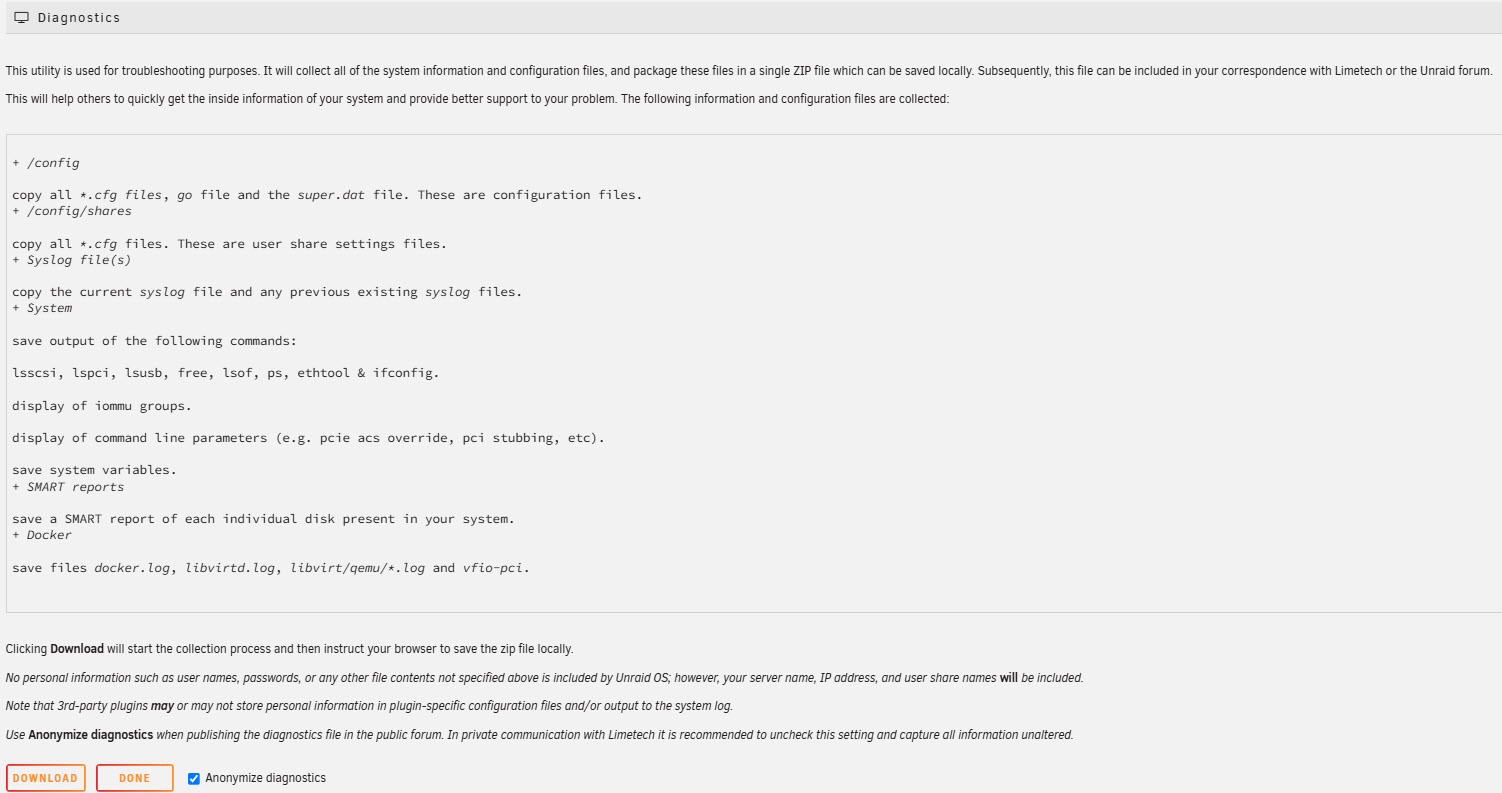 Diagnostics
This utility is used for troubleshooting purposes. It will collect all of the system information and configuration files, and package these files in a single ZIP file which can be saved locally. Subsequently, this file can be included in your correspondence with Limetech or the Unraid forum.
This will help others to quickly get the inside information of your system and provide better support to your problem. The following information and configuration files are collected:
+ /config
copy all *.cfg files, go file and the super.dat file. These are configuration files.
+ /config/shares
copy all *.cfg files. These are user share settings files.
+ Syslog file(s)
copy the current syslog file and any previous existing syslog files.
+ System
save output of the following commands:
lsscsi, lspci, lsusb, free, lsof, ps, ethtool & ifconfig.
display of iommu groups.
display of command line parameters (e.g. pcie acs override, pci stubbing, etc).
save system variables.
+ SMART reports
save a SMART report of each individual disk present in your system.
+ Docker
save files docker.log, libvirtd.log, libvirt/qemu/*.log and vfio-pci.
Clicking Download will start the collection process and then instruct your browser to save the zip file locally.
No personal information such as user names, passwords, or any other file contents not specified above is included by Unraid OS; however, your server name, IP address, and user share names will be included.
Note that 3rd-party plugins may or may not store personal information in plugin-specific configuration files and/or output to the system log.
Use Anonymize diagnostics when publishing the diagnostics file in the public forum. In private communication with Limetech it is recommended to uncheck this setting and capture all information unaltered.
DOWNLOAD DONE Anonymize diagnostics